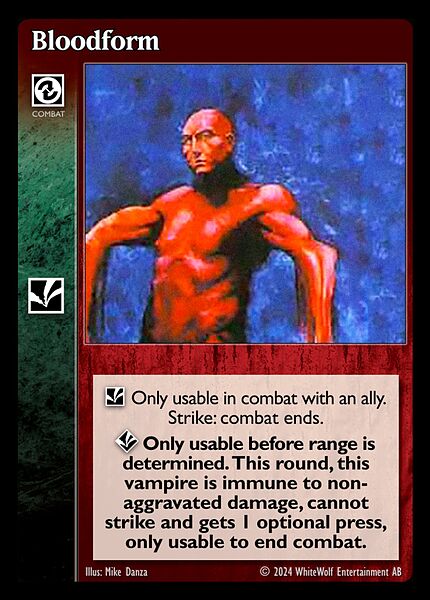 Bloodform
COMBAT
Only usable in combat with an ally.
Strike: combat ends.
Only usable before range is
determined. This round, this
vampire is immune to non-
aggravated damage, cannot
strike and gets 1 optional press,
only usable to end combat.
Illus: Mike Danza © 2024 WhiteWolf Entertainment AB